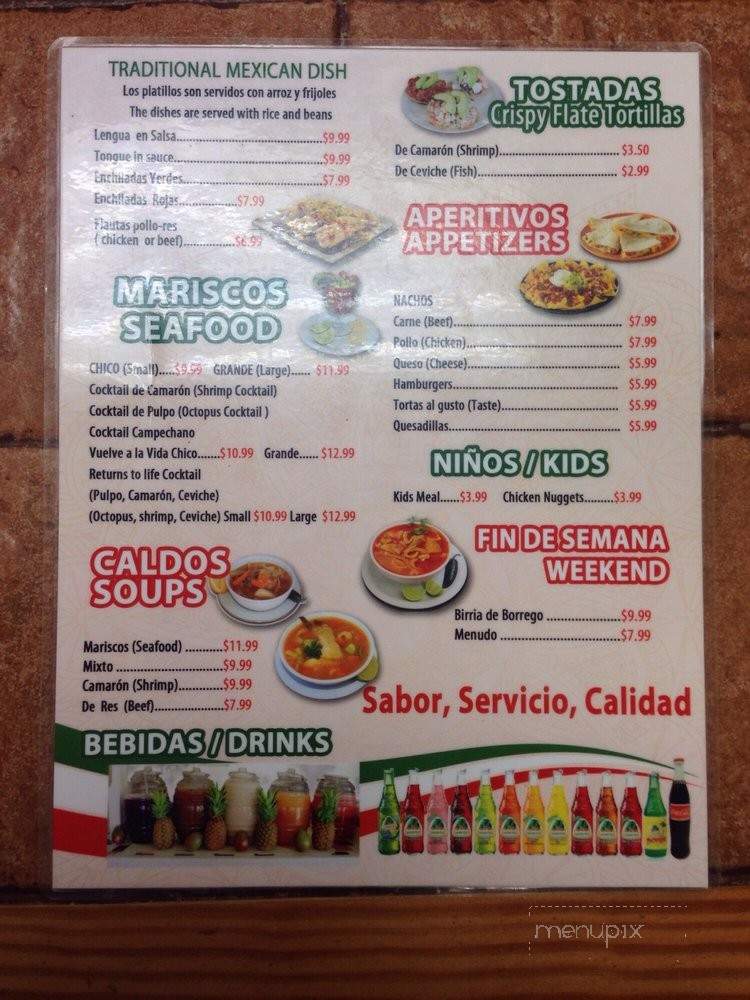 TRADITIONAL MEXICAN DISH
Los platillos son servidos con arroz y frijoles
The dishes are served with rice and beans
Lengua en Salsa...$9.99
Tongue in sauce...$9.99
Enchiladas Verdes...$7.99
Enchiladas Rojas...$7.99
Flautas pollo-res
( chicken or beef)...$6.99
MARISCOS
SEAFOOD
CHICO (Small)....$9.99 GRANDE (Large)...... $11.99
Cocktail de Camarón (Shrimp Cocktail)
Cocktail de Pulpo (Octopus Cocktail )
Cocktail Campechano
Vuelve a la Vida Chico.......$10.99 Grande...... $12.99
Returns to life Cocktail
(Pulpo, Camarón, Ceviche)
(Octopus, shrimp, Ceviche) Small $10.99 Large $12.99
CALDOS
SOUPS
Mariscos (Seafood) ...........$11.99
Mixto ...$9.99
Camarón (Shrimp)...$9.99
De Res (Beef)...$7.99
BEBIDAS / DRINKS
TOSTADAS
Crispy Flate Tortillas
De Camarón (Shrimp)... $3.50
De Ceviche (Fish)... $2.99
APERITIVOS
APPETIZERS
NACHOS
Carne (Beef)... $7.99
Pollo (Chicken)... $7.99
Queso (Cheese)... $5.99
Hamburgers... $5.99
Tortas al gusto (Taste)... $5.99
Quesadillas... $5.99
NIÑOS / KIDS
Kids Meal......$3.99 Chicken Nuggets.........$3.99
FIN DE SEMANA
WEEKEND
Birria de Borrego ...$9.99
Menudo ...$7.99
Sabor, Servicio, Calidad
menupix